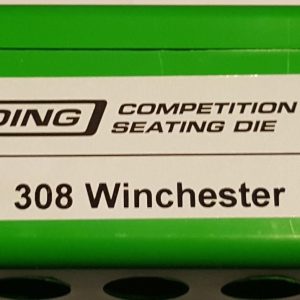 DING COMPETITION
SEATING DIE
308 Winchester